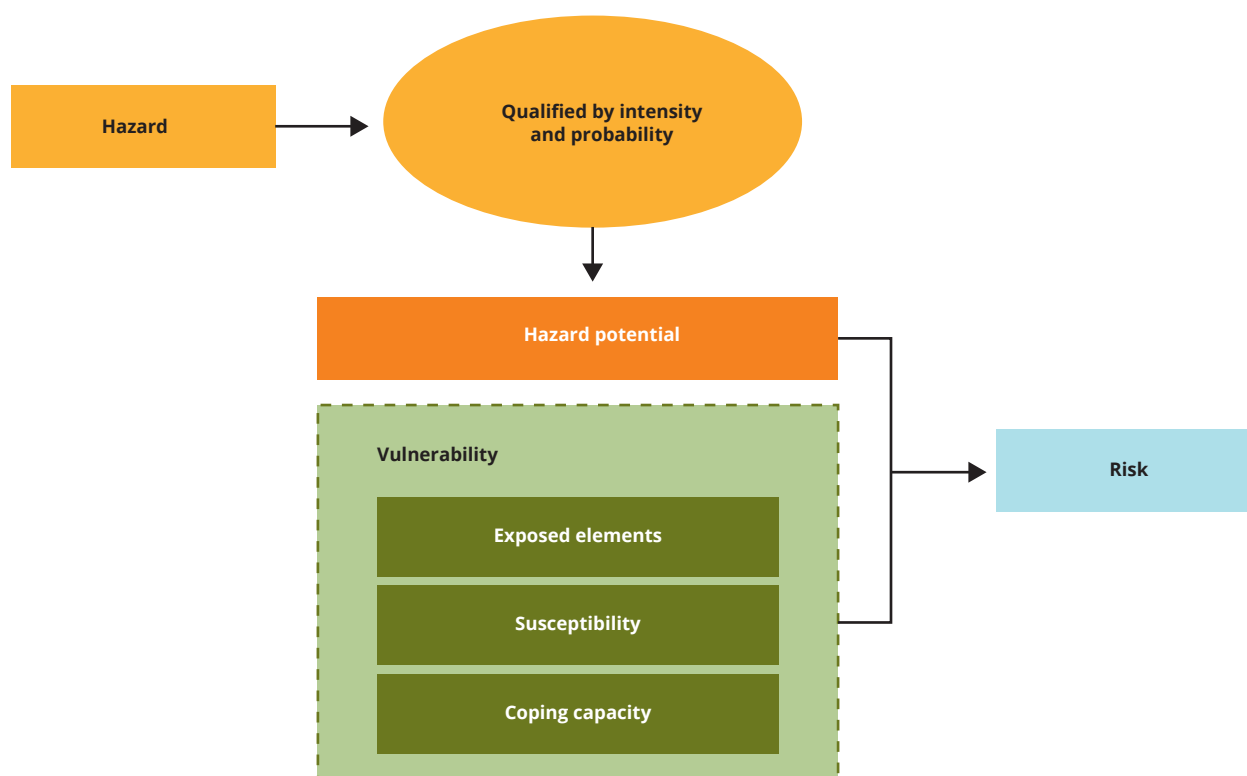 Hazard
Qualified by intensity
and probability
Hazard potential
Vulnerability
Exposed elements
Risk
Susceptibility
Coping capacity